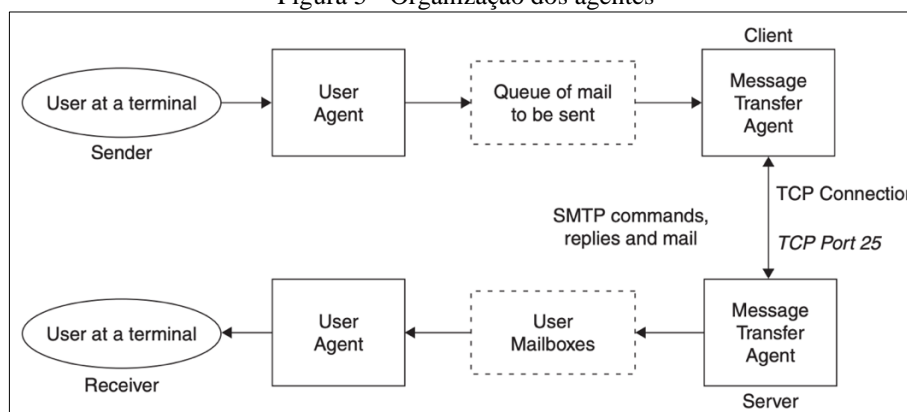 Figura 3 - Organização dos agentes
Client
User at a terminal
User
Agent
Queue of mail
to be sent
Message
Transfer
Agent
Sender
TCP Connection
SMTP commands,
replies and mail
TCP Port 25
User at a terminal
User
Agent
User
Mailboxes
Message
Transfer
Agent
Receiver
Server